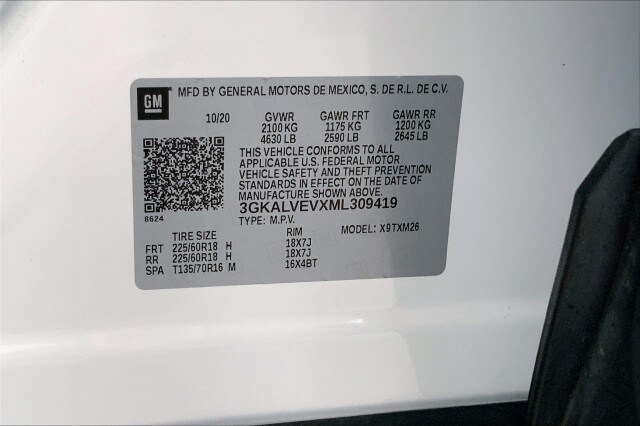 GM
MFD BY GENERAL MOTORS DE MEXICO, S. DE R.L. DE C.V.
10/20 GVWR GAWR FRT GAWR RR
2100 KG 1175 KG 1200 KG
4630 LB 2590 LB 2645 LB
THIS VEHICLE CONFORMS TO ALL
APPLICABLE U.S. FEDERAL MOTOR
VEHICLE SAFETY AND THEFT PREVENTION
STANDARDS IN EFFECT ON THE DATE OF
MANUFACTURE SHOWN ABOVE.
3GKALVEVXML309419
8624
TYPE: M.P.V. MODEL: X9TXM26
TIRE SIZE RIM
FRT 225/60R18 H 18X7J
RR 225/60R18 H 18X7J
SPA T135/70R16 M 16X4BT